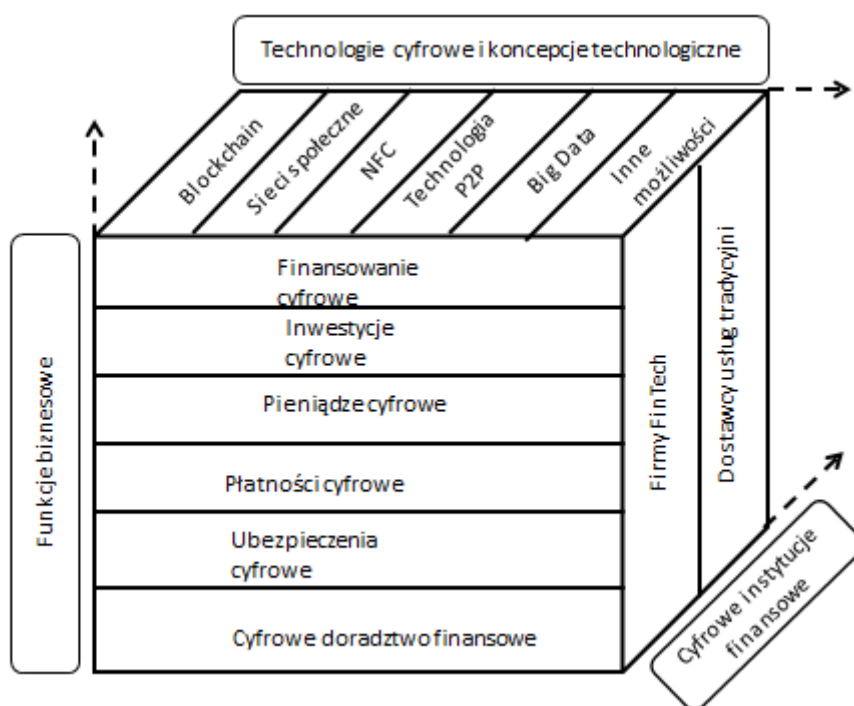 Technologie cyfrowe i koncepcje technologiczne
Blockchain
Sieci społeczne
NFC
Technologia
P2P
Big Data
Inne
możliwości
Funkcje biznesowe
Finansowanie
cyfrowe
Inwestycje
cyfrowe
Pieniądze cyfrowe
Płatności cyfrowe
Ubezpieczenia
cyfrowe
Cyfrowe doradztwo finansowe
Firmy FinTech
Dostawcy usług tradycyjni
Cyfrowe instytucje
finansowe